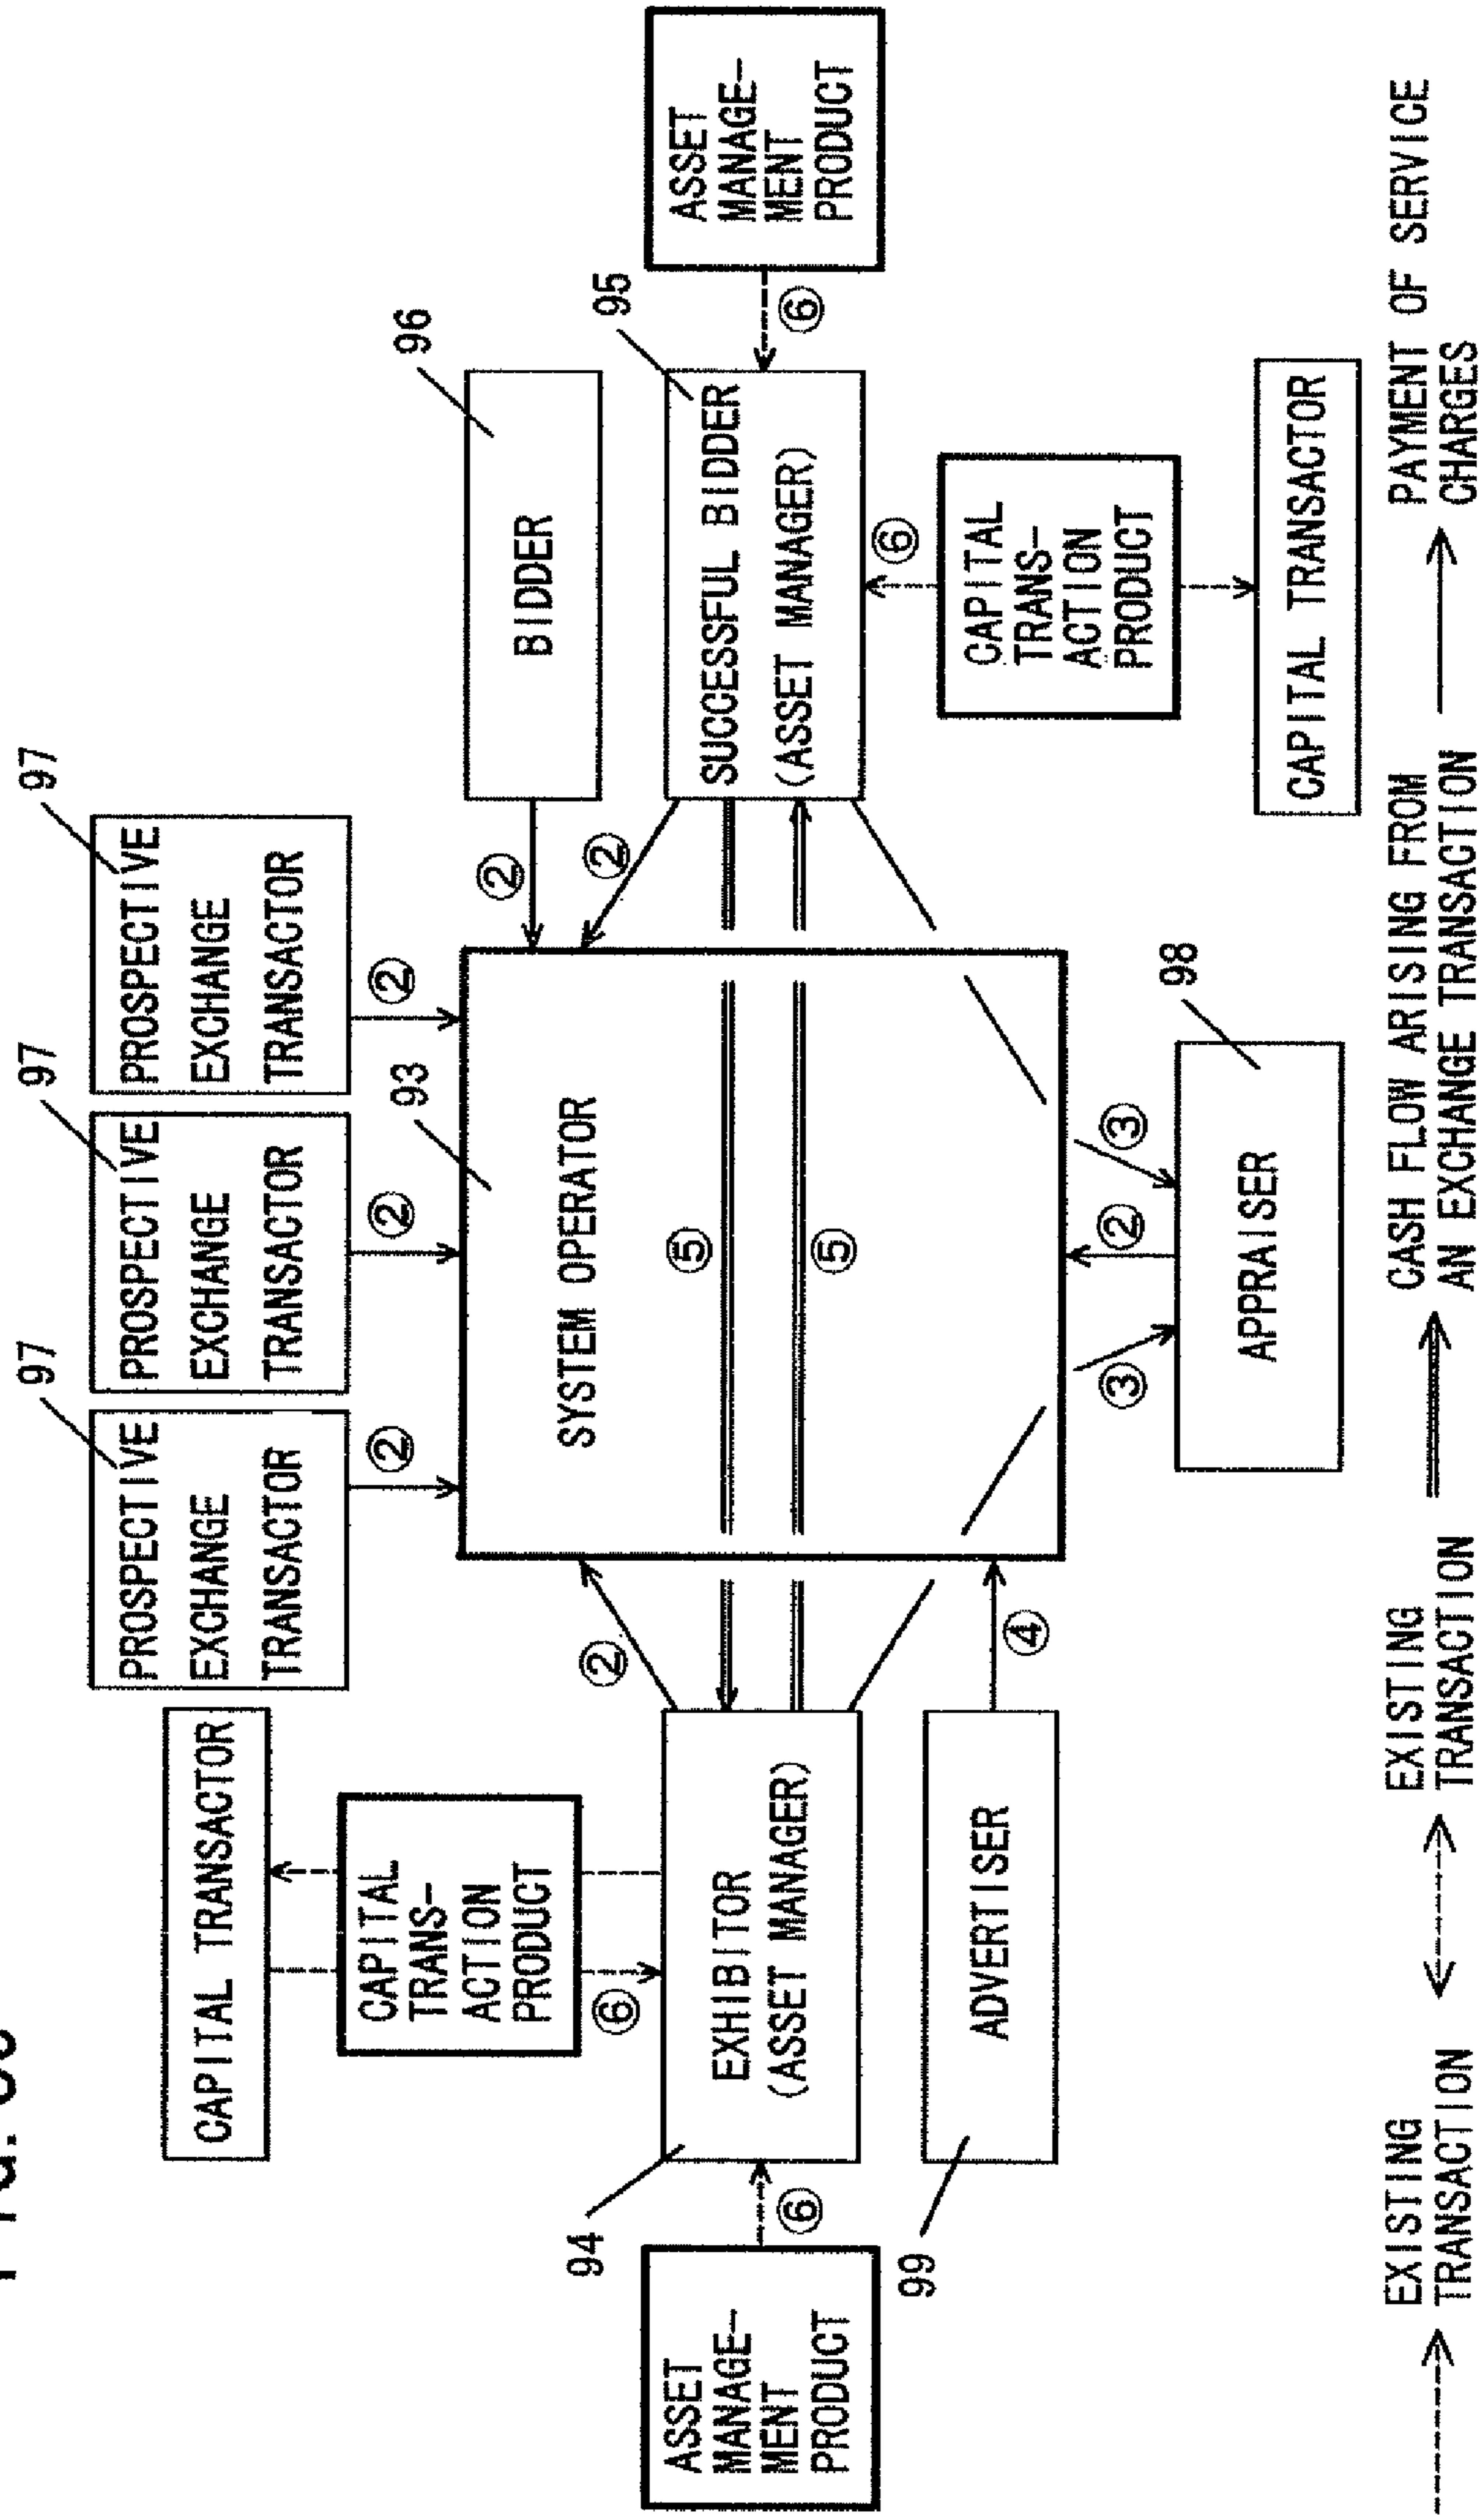 97
97
97
PROSPECTIVE
EXCHANGE
TRANSACTOR
PROSPECTIVE
EXCHANGE
TRANSACTOR
PROSPECTIVE
EXCHANGE
TRANSACTOR
②
②
②
CAPITAL TRANSACTOR
CAPITAL
TRANS-
ACTION
PRODUCT
⑥
93
SYSTEM OPERATOR
⑤
⑤
96
BIDDER
②
②
95
SUCCESSFUL BIDDER
(ASSET MANAGER)
⑥
ASSET
MANAGE-
MENT
PRODUCT
②
EXHIBITOR
(ASSET MANAGER)
94
⑥
ASSET
MANAGE-
MENT
PRODUCT
ADVERTISER
99
④
③
②
③
APPRAISER
98
⑥
CAPITAL
TRANS-
ACTION
PRODUCT
CAPITAL TRANSACTOR
EXISTING
TRANSACTION
EXISTING
TRANSACTION
CASH FLOW ARISING FROM
AN EXCHANGE TRANSACTION
PAYMENT OF SERVICE
CHARGES